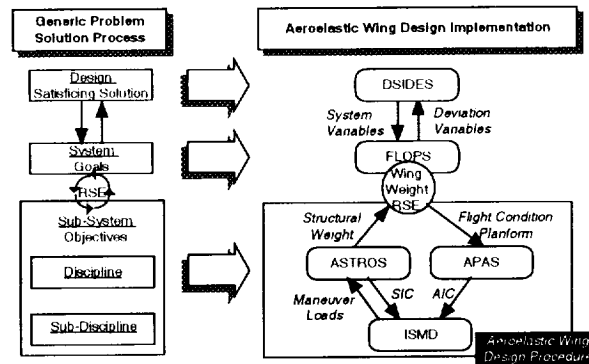 Generic Problem
Solution Process
Aeroelastic Wing Design Implementation
Design
Satisficing Solution
System
Goals
RSE
Sub-System
Objectives
Discipline
Sub-Discipline
DSIDES
System
Variables
Deviation
Variables
FLOPS
Wing
Weight
RSE
Structural
Weight
Flight Condition
Planform
ASTROS
APAS
Maneuver
Loads
SIC
AIC
ISMD
Aeroelastic Wing
Design Procedure